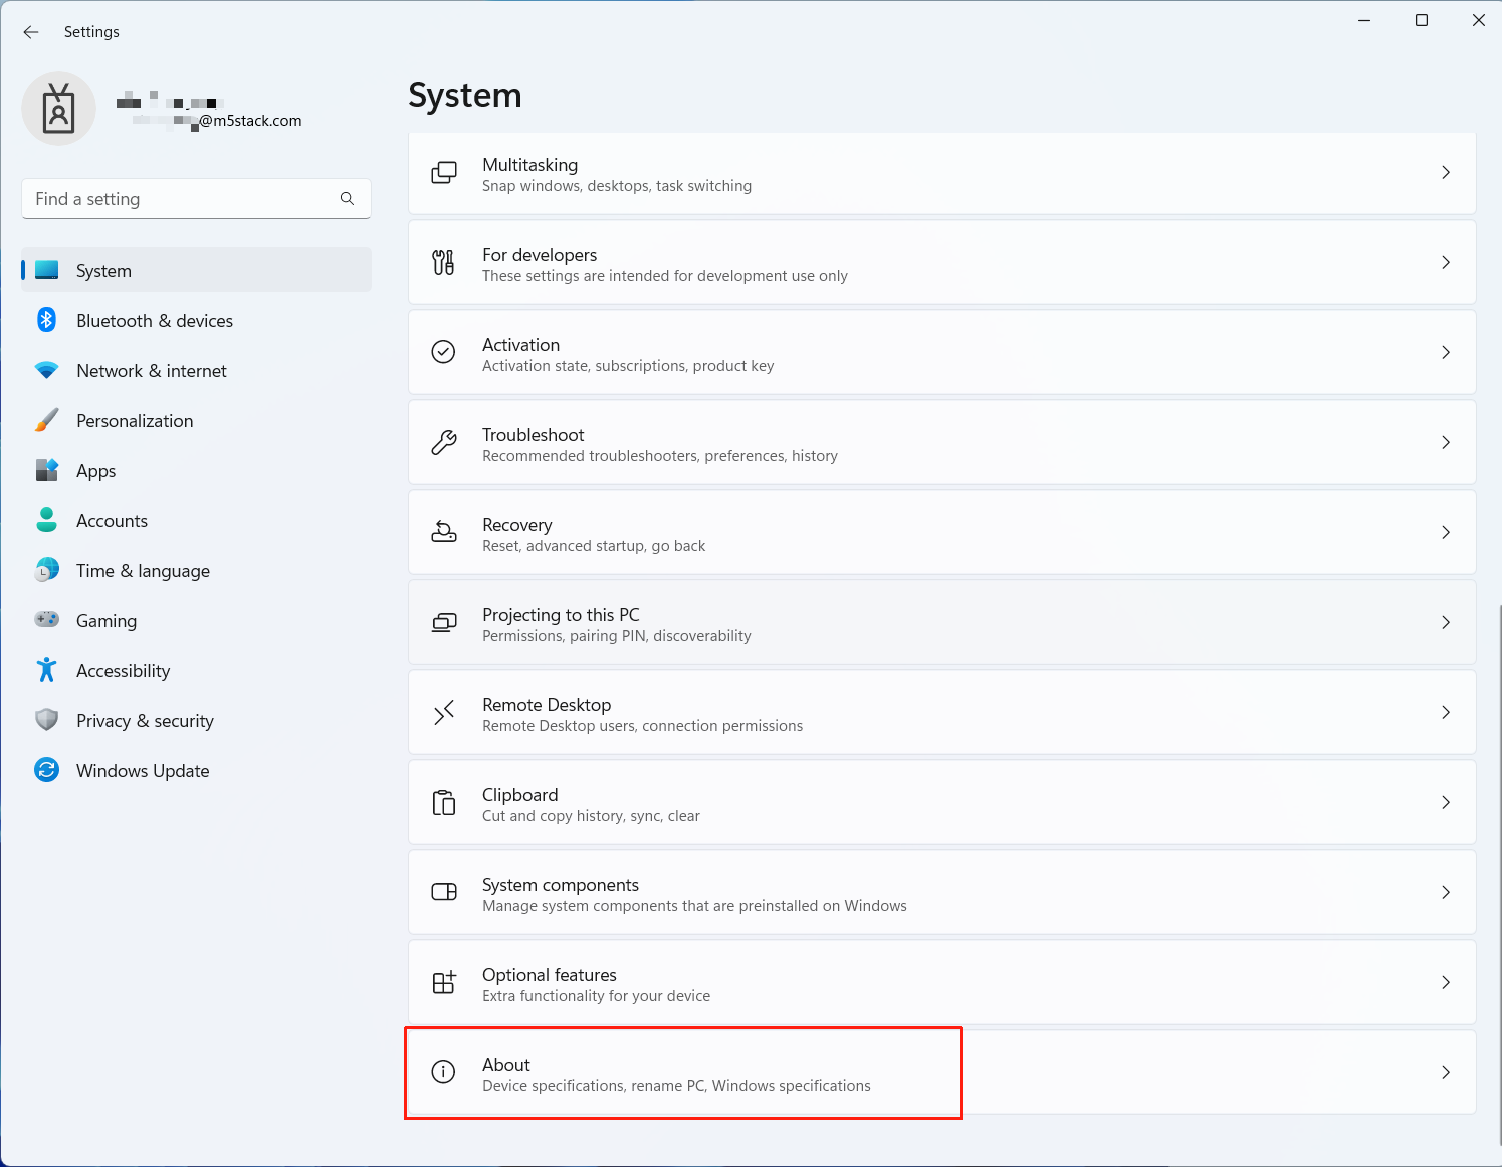 Settings
@m5stack.com
Find a setting
System
Bluetooth & devices
Network & internet
Personalization
Apps
Accounts
Time & language
Gaming
Accessibility
Privacy & security
Windows Update
System
Multitasking
Snap windows, desktops, task switching
For developers
These settings are intended for development use only
Activation
Activation state, subscriptions, product key
Troubleshoot
Recommended troubleshooters, preferences, history
Recovery
Reset, advanced startup, go back
Projecting to this PC
Permissions, pairing PIN, discoverability
Remote Desktop
Remote Desktop users, connection permissions
Clipboard
Cut and copy history, sync, clear
System components
Manage system components that are preinstalled on Windows
Optional features
Extra functionality for your device
About
Device specifications, rename PC, Windows specifications